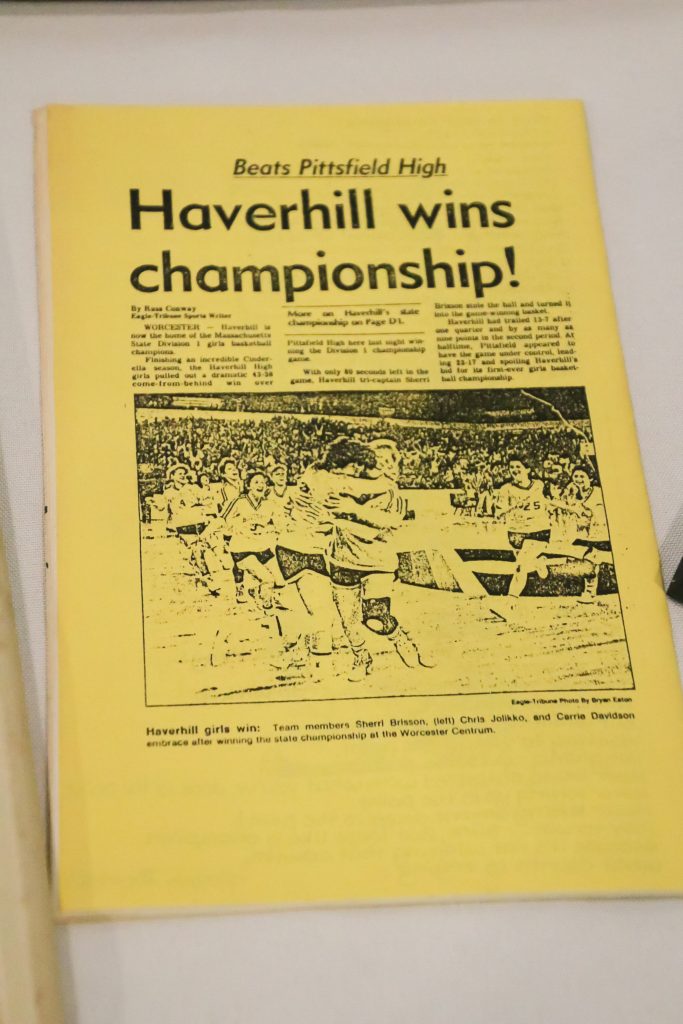 Beats Pittsfield High
Haverhill wins
championship!
By Russ Conway
Eagle-Tribune Sports Writer
WORCESTER — Haverhill is
now the home of the Massachusetts
State Division 1 girls basketball
champions.
Finishing an incredible Cinder-
ella season, the Haverhill High
girls pulled out a dramatic
come-from-behind win over
More on Haverhill's state
championship on Page D1.
Pittsfield High here last night win-
ning the Division 1 championship
game.
With only 80 seconds left in the
game, Haverhill tri-captain Sherri
Brisson stole the ball and turned it
into the game-winning basket.
Haverhill had trailed 13-7 after
one quarter and by as many as
nine points in the second period. At
halftime, Pittsfield appeared to
have the game under control, lead-
ing 23-17 and spoiling Haverhill's
bid for its first-ever girls basket-
ball championship.
25
Eagle-Tribune Photo By Bryan Eaton
Haverhill girls win: Team members Sherri Brisson, (left) Chris Jolikko, and Carrie Davidson
embrace after winning the state championship at the Worcester Centrum.